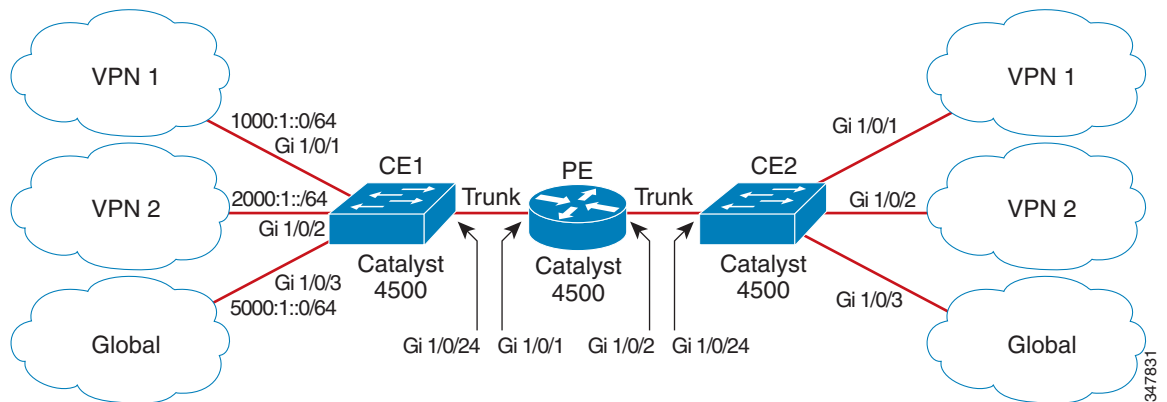 VPN 1
1000:1::0/64
Gi 1/0/1
VPN 2
2000:1::/64
Gi 1/0/2
Global
Gi 1/0/3
5000:1::0/64
CE1
Catalyst
4500
Trunk
PE
Catalyst
4500
Trunk
CE2
Catalyst
4500
Gi 1/0/24
Gi 1/0/1
Gi 1/0/2
Gi 1/0/24
VPN 1
Gi 1/0/1
VPN 2
Gi 1/0/2
Global
Gi 1/0/3
347831